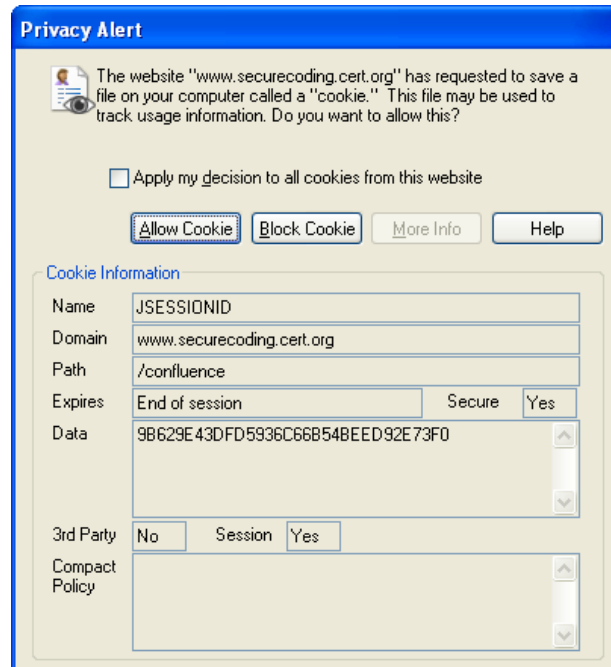 Privacy Alert
The website "www.securecoding.cert.org" has requested to save a
file on your computer called a "cookie." This file may be used to
track usage information. Do you want to allow this?
Apply my decision to all cookies from this website
Allow Cookie Block Cookie More Info Help
Cookie Information
Name JSESSIONID
Domain www.securecoding.cert.org
Path /confluence
Expires End of session Secure Yes
Data 9B629E43DFD5936C66B54BEED92E73F0
3rd Party No Session Yes
Compact
Policy